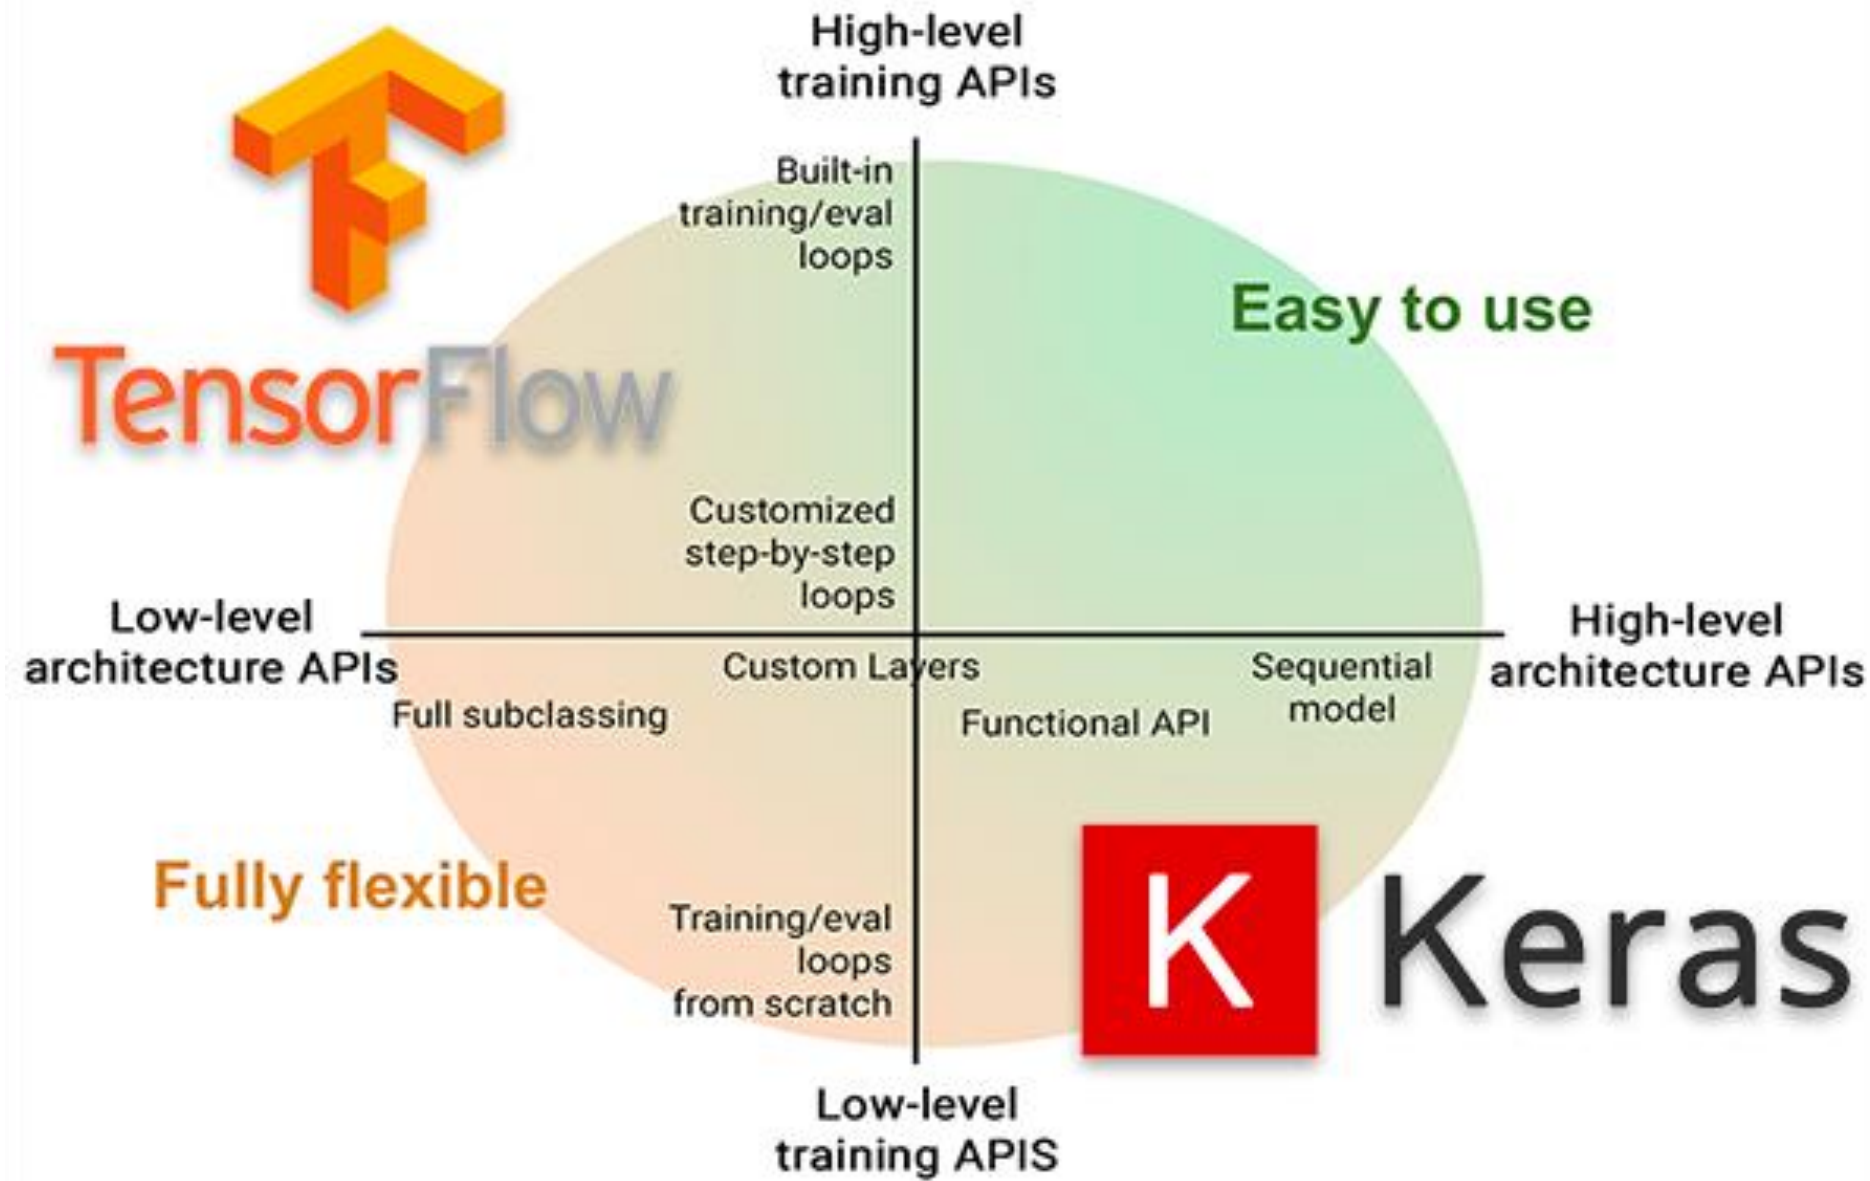 High-level
training APIs
Built-in
training/eval
loops
Easy to use
TensorFlow
Customized
step-by-step
loops
Low-level
architecture APIs
High-level
architecture APIs
Custom Layers
Sequential
model
Full subclassing
Functional API
Fully flexible
Training/eval
loops
from scratch
K Keras
Low-level
training APIS